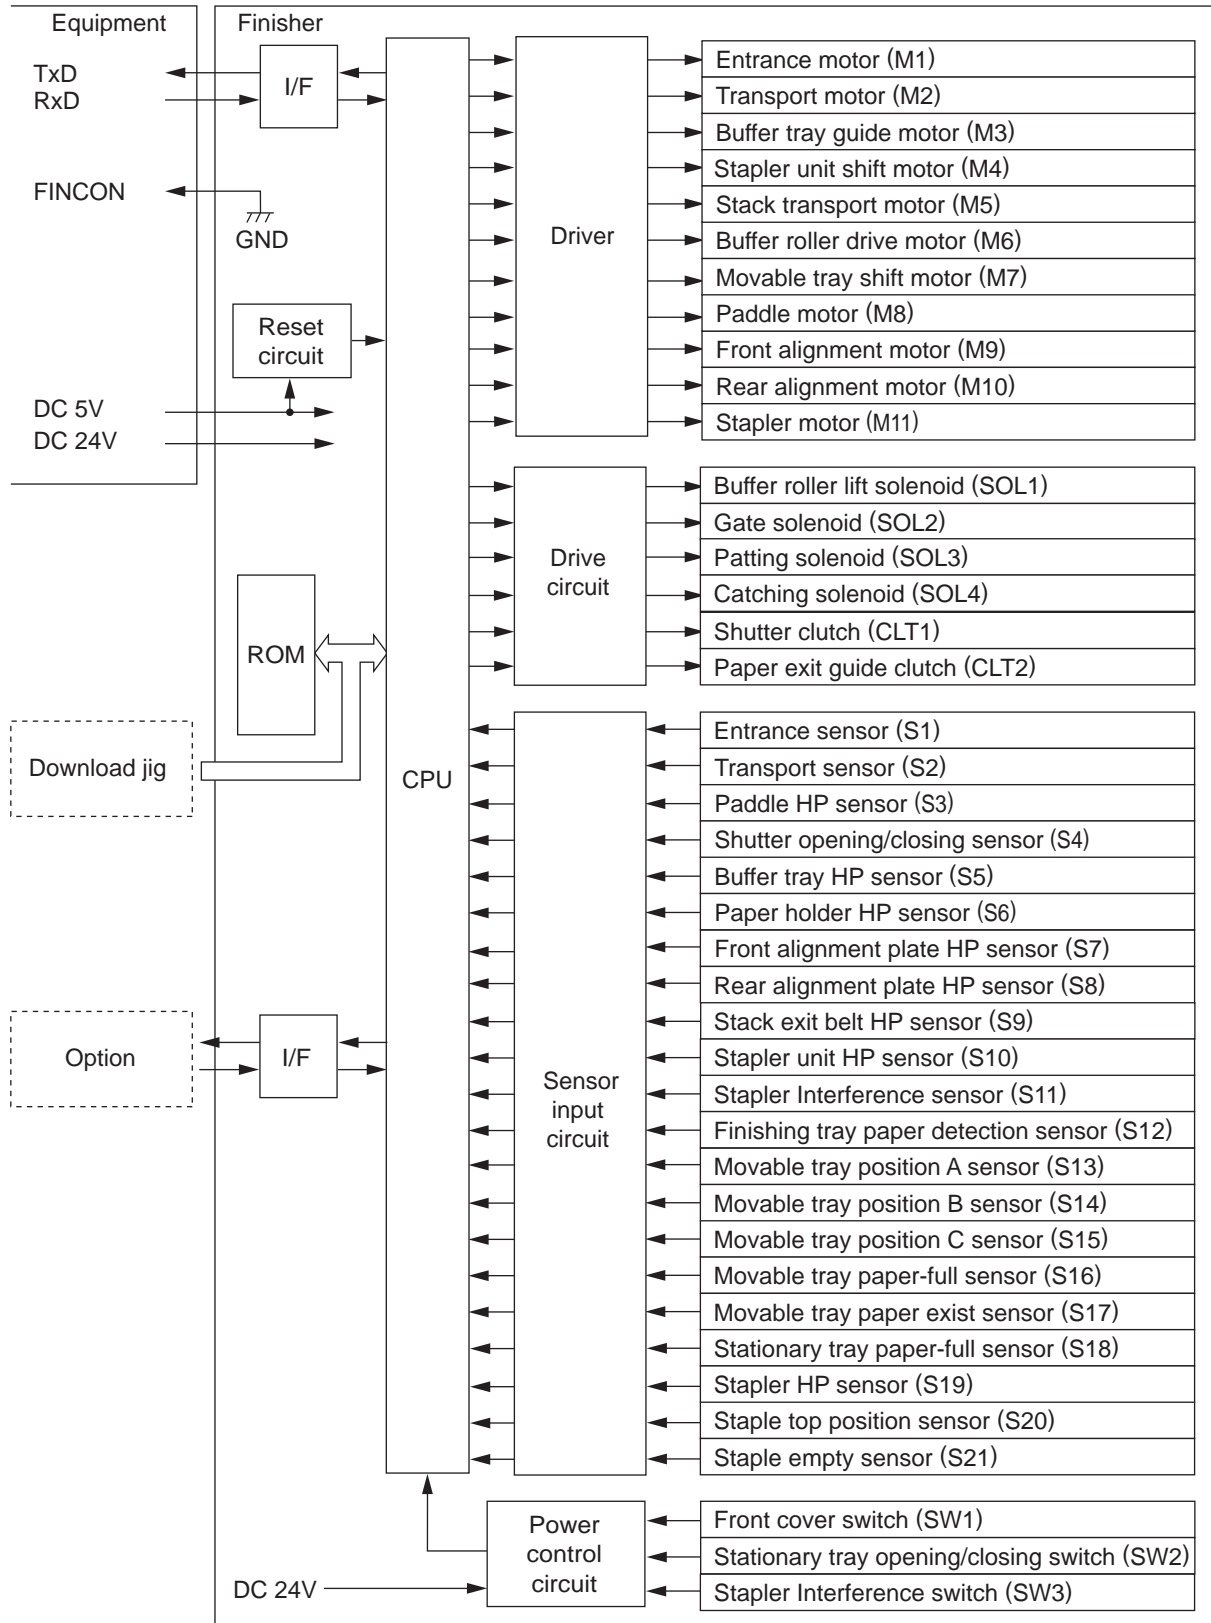 Equipment
Finisher
TxD
RxD
I/F
FINCON
GND
Reset
circuit
DC 5V
DC 24V
ROM
Download jig
CPU
Option
I/F
Driver
Entrance motor (M1)
Transport motor (M2)
Buffer tray guide motor (M3)
Stapler unit shift motor (M4)
Stack transport motor (M5)
Buffer roller drive motor (M6)
Movable tray shift motor (M7)
Paddle motor (M8)
Front alignment motor (M9)
Rear alignment motor (M10)
Stapler motor (M11)
Drive
circuit
Buffer roller lift solenoid (SOL1)
Gate solenoid (SOL2)
Patting solenoid (SOL3)
Catching solenoid (SOL4)
Shutter clutch (CLT1)
Paper exit guide clutch (CLT2)
Sensor
input
circuit
Entrance sensor (S1)
Transport sensor (S2)
Paddle HP sensor (S3)
Shutter opening/closing sensor (S4)
Buffer tray HP sensor (S5)
Paper holder HP sensor (S6)
Front alignment plate HP sensor (S7)
Rear alignment plate HP sensor (S8)
Stack exit belt HP sensor (S9)
Stapler unit HP sensor (S10)
Stapler Interference sensor (S11)
Finishing tray paper detection sensor (S12)
Movable tray position A sensor (S13)
Movable tray position B sensor (S14)
Movable tray position C sensor (S15)
Movable tray paper-full sensor (S16)
Movable tray paper exist sensor (S17)
Stationary tray paper-full sensor (S18)
Stapler HP sensor (S19)
Staple top position sensor (S20)
Staple empty sensor (S21)
Power
control
circuit
DC 24V
Front cover switch (SW1)
Stationary tray opening/closing switch (SW2)
Stapler Interference switch (SW3)